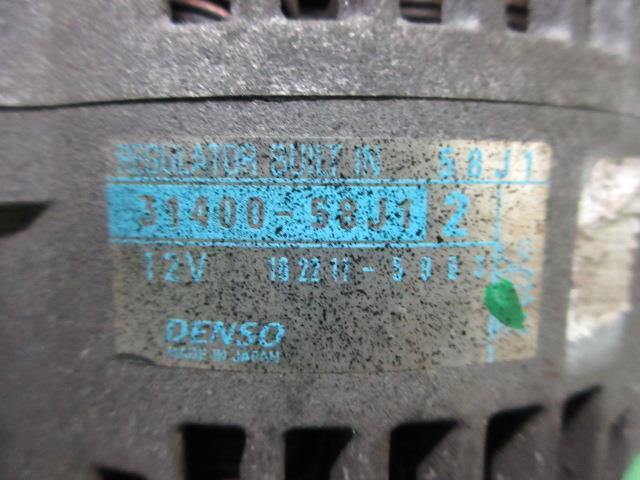 REGULATOR BUILT IN 58J1
31400-58J1 2
12V
DENSO
MADE IN JAPAN